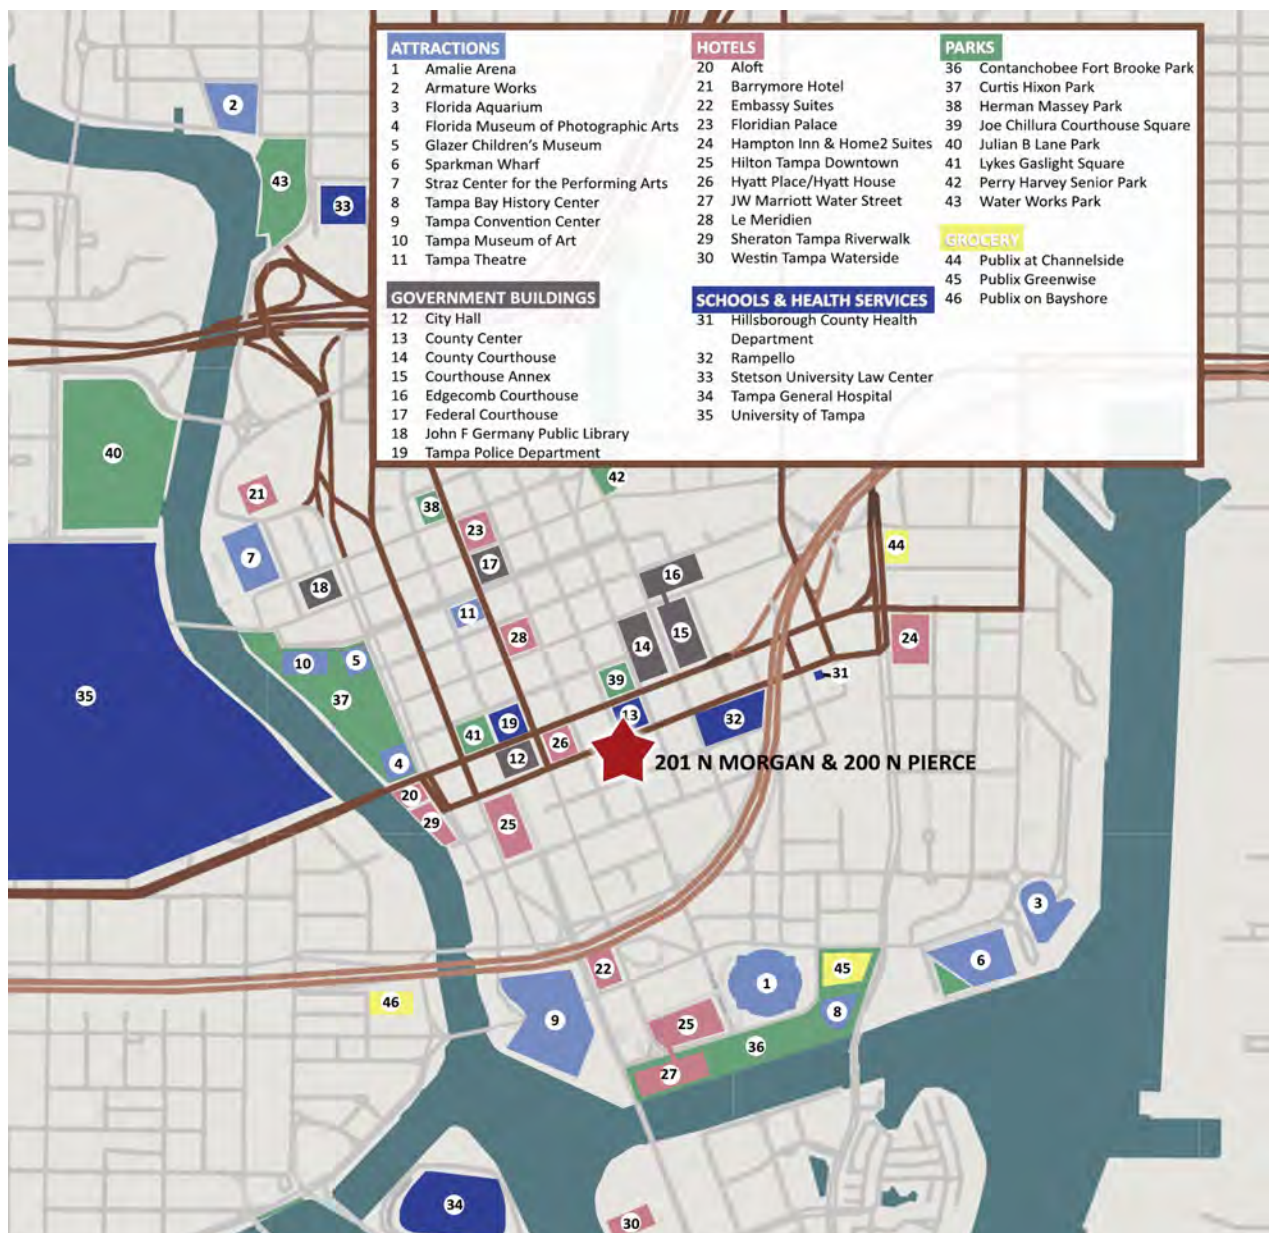 ATTRACTIONS
1 Amalie Arena
2 Armature Works
3 Florida Aquarium
4 Florida Museum of Photographic Arts
5 Glazer Children's Museum
6 Sparkman Wharf
7 Straz Center for the Performing Arts
8 Tampa Bay History Center
9 Tampa Convention Center
10 Tampa Museum of Art
11 Tampa Theatre
GOVERNMENT BUILDINGS
12 City Hall
13 County Center
14 County Courthouse
15 Courthouse Annex
16 Edgecomb Courthouse
17 Federal Courthouse
18 John F Germany Public Library
19 Tampa Police Department
HOTELS
20 Aloft
21 Barrymore Hotel
22 Embassy Suites
23 Floridian Palace
24 Hampton Inn & Home2 Suites
25 Hilton Tampa Downtown
26 Hyatt Place/Hyatt House
27 JW Marriott Water Street
28 Le Meridien
29 Sheraton Tampa Riverwalk
30 Westin Tampa Waterside
SCHOOLS & HEALTH SERVICES
31 Hillsborough County Health
Department
32 Rampello
33 Stetson University Law Center
34 Tampa General Hospital
35 University of Tampa
PARKS
36 Contanchobee Fort Brooke Park
37 Curtis Hixon Park
38 Herman Massey Park
39 Joe Chillura Courthouse Square
40 Julian B Lane Park
41 Lykes Gaslight Square
42 Perry Harvey Senior Park
43 Water Works Park
GROCERY
44 Publix at Channelside
45 Publix Greenwise
46 Publix on Bayshore
2
43
33
40
42
21
38
23
7
17
44
16
18
11
28
14
15
24
10
5
39
31
35
37
13
32
41
19
26
12
4
201 N MORGAN & 200 N PIERCE
20
29
25
3
6
22
45
1
46
9
8
25
36
27
34
30